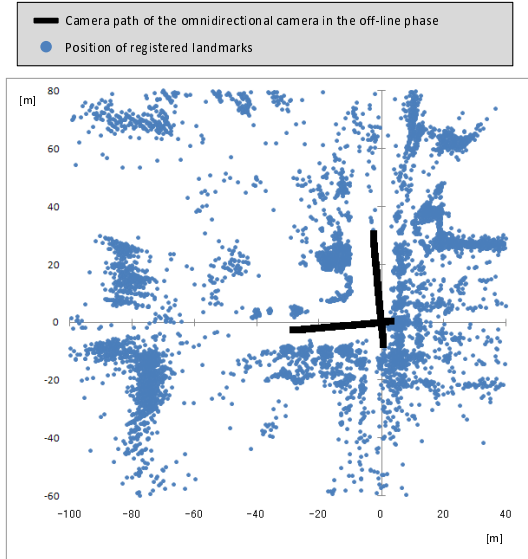 Camera path of the omnidirectional camera in the off-line phase
Position of registered landmarks
[m]
80
60
40
20
0
-20
-40
-60
-100 -80 -60 -40 -20 0 20 40
[m]